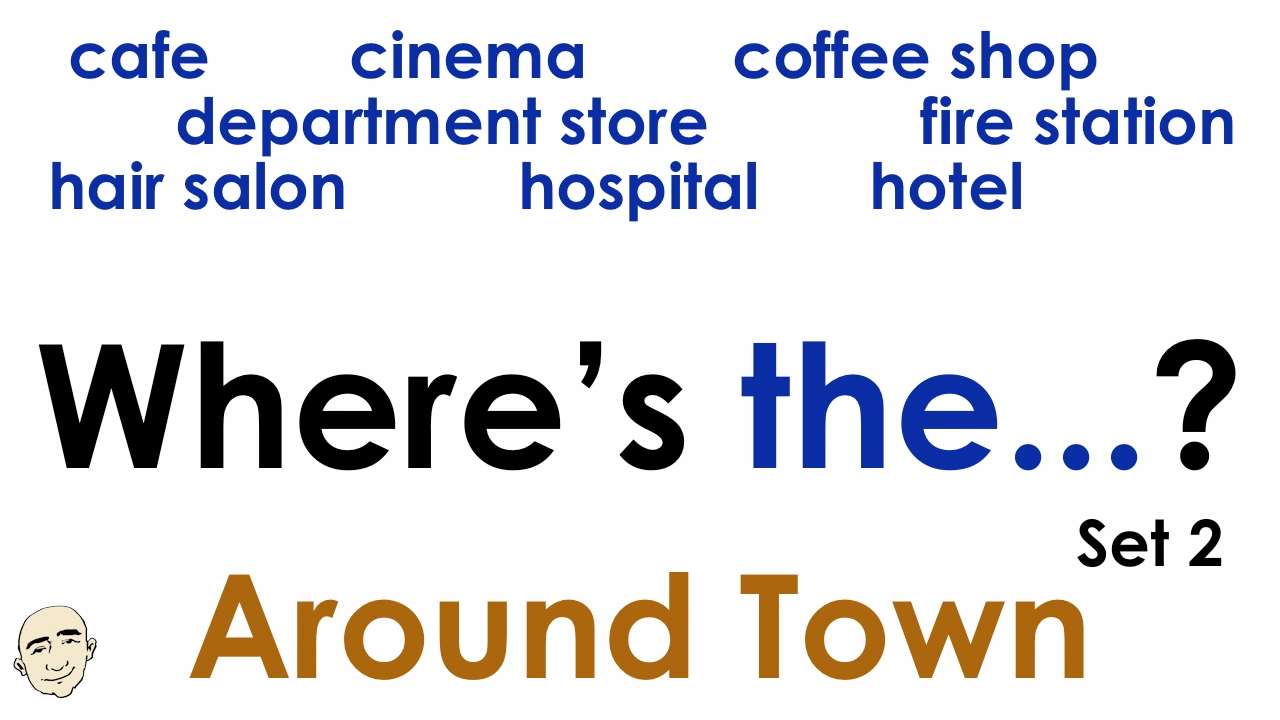 cafe cinema coffee shop
department store fire station
hair salon hospital hotel
Where’s the...?
Set 2
Around Town